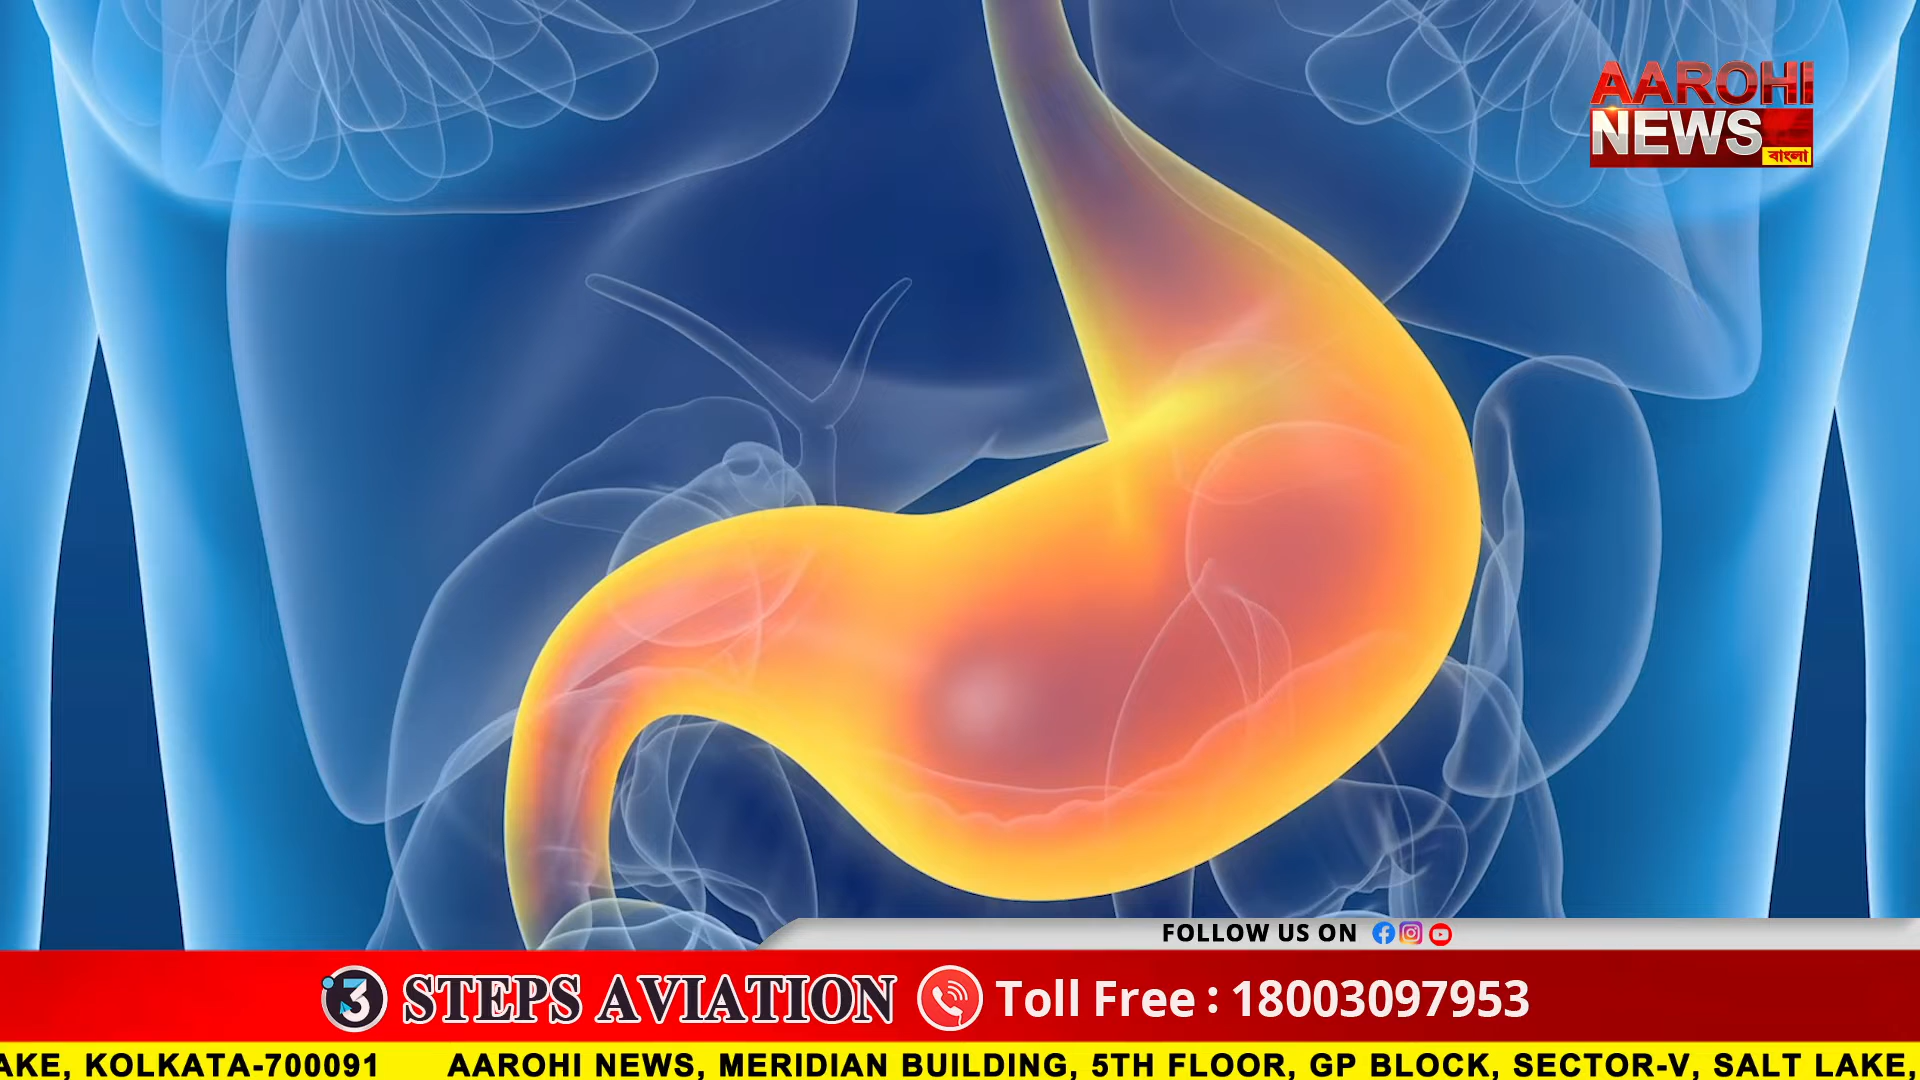 AAROHI
NEWS
বাংলা
FOLLOW US ON
3 STEPS AVIATION Toll Free : 18003097953
AKE, KOLKATA-700091 AAROHI NEWS, MERIDIAN BUILDING, 5TH FLOOR, GP BLOCK, SECTOR-V, SALT LAKE,